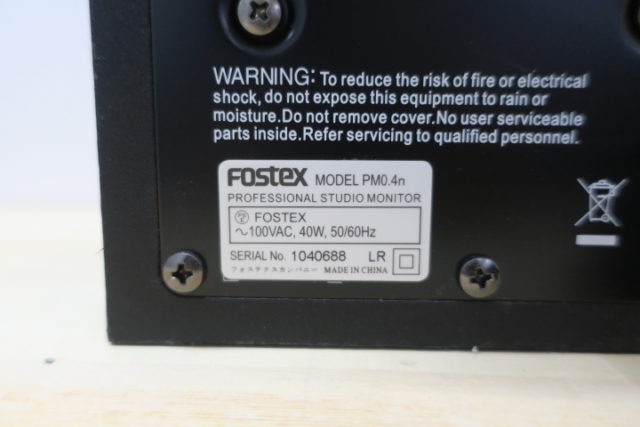 WARNING: To reduce the risk of fire or electrical
shock, do not expose this equipment to rain or
moisture.Do not remove cover.No user serviceable
parts inside.Refer servicing to qualified personnel.
FOSTEX MODEL PM0.4n
PROFESSIONAL STUDIO MONITOR
FOSTEX
~100VAC, 40W, 50/60Hz
SERIAL No. 1040688 LR
フォステクスカンパニー MADE IN CHINA